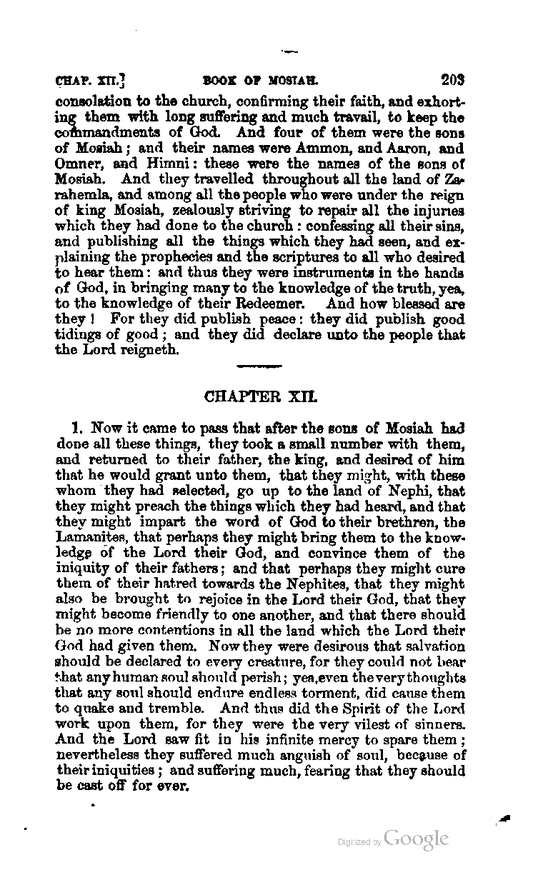 CHAP. XII.]  BOOK OF MOSIAH.  203
consolation to the church, confirming their faith, and exhort-
ing them with long suffering and much travail, to keep the
commandments of God. And four of them were the sons
of Mosiah; and their names were Ammon, and Aaron, and
Omner, and Himni: these were the names of the sons of
Mosiah. And they travelled throughout all the land of Za-
rahemla, and among all the people who were under the reign
of king Mosiah, zealously striving to repair all the injuries
which they had done to the church: confessing all their sins,
and publishing all the things which they had seen, and ex-
plaining the prophecies and the scriptures to all who desired
to hear them: and thus they were instruments in the hands
of God, in bringing many to the knowledge of the truth, yea,
to the knowledge of their Redeemer. And how blessed are
they! For they did publish peace: they did publish good
tidings of good; and they did declare unto the people that
the Lord reigneth.
CHAPTER XII.
1. Now it came to pass that after the sons of Mosiah had
done all these things, they took a small number with them,
and returned to their father, the king, and desired of him
that he would grant unto them, that they might, with these
whom they had selected, go up to the land of Nephi, that
they might preach the things which they had heard, and that
they might impart the word of God to their brethren, the
Lamanites, that perhaps they might bring them to the know-
ledge of the Lord their God, and convince them of the
iniquity of their fathers; and that perhaps they might cure
them of their hatred towards the Nephites, that they might
also be brought to rejoice in the Lord their God, that they
might become friendly to one another, and that there should
be no more contentions in all the land which the Lord their
God had given them. Now they were desirous that salvation
should be declared to every creature, for they could not bear
that any human soul should perish; yea, even the very thoughts
that any soul should endure endless torment, did cause them
to quake and tremble. And thus did the Spirit of the Lord
work upon them, for they were the very vilest of sinners.
And the Lord saw fit in his infinite mercy to spare them;
nevertheless they suffered much anguish of soul, because of
their iniquities; and suffering much, fearing that they should
be cast off for ever.
Digitized by Google